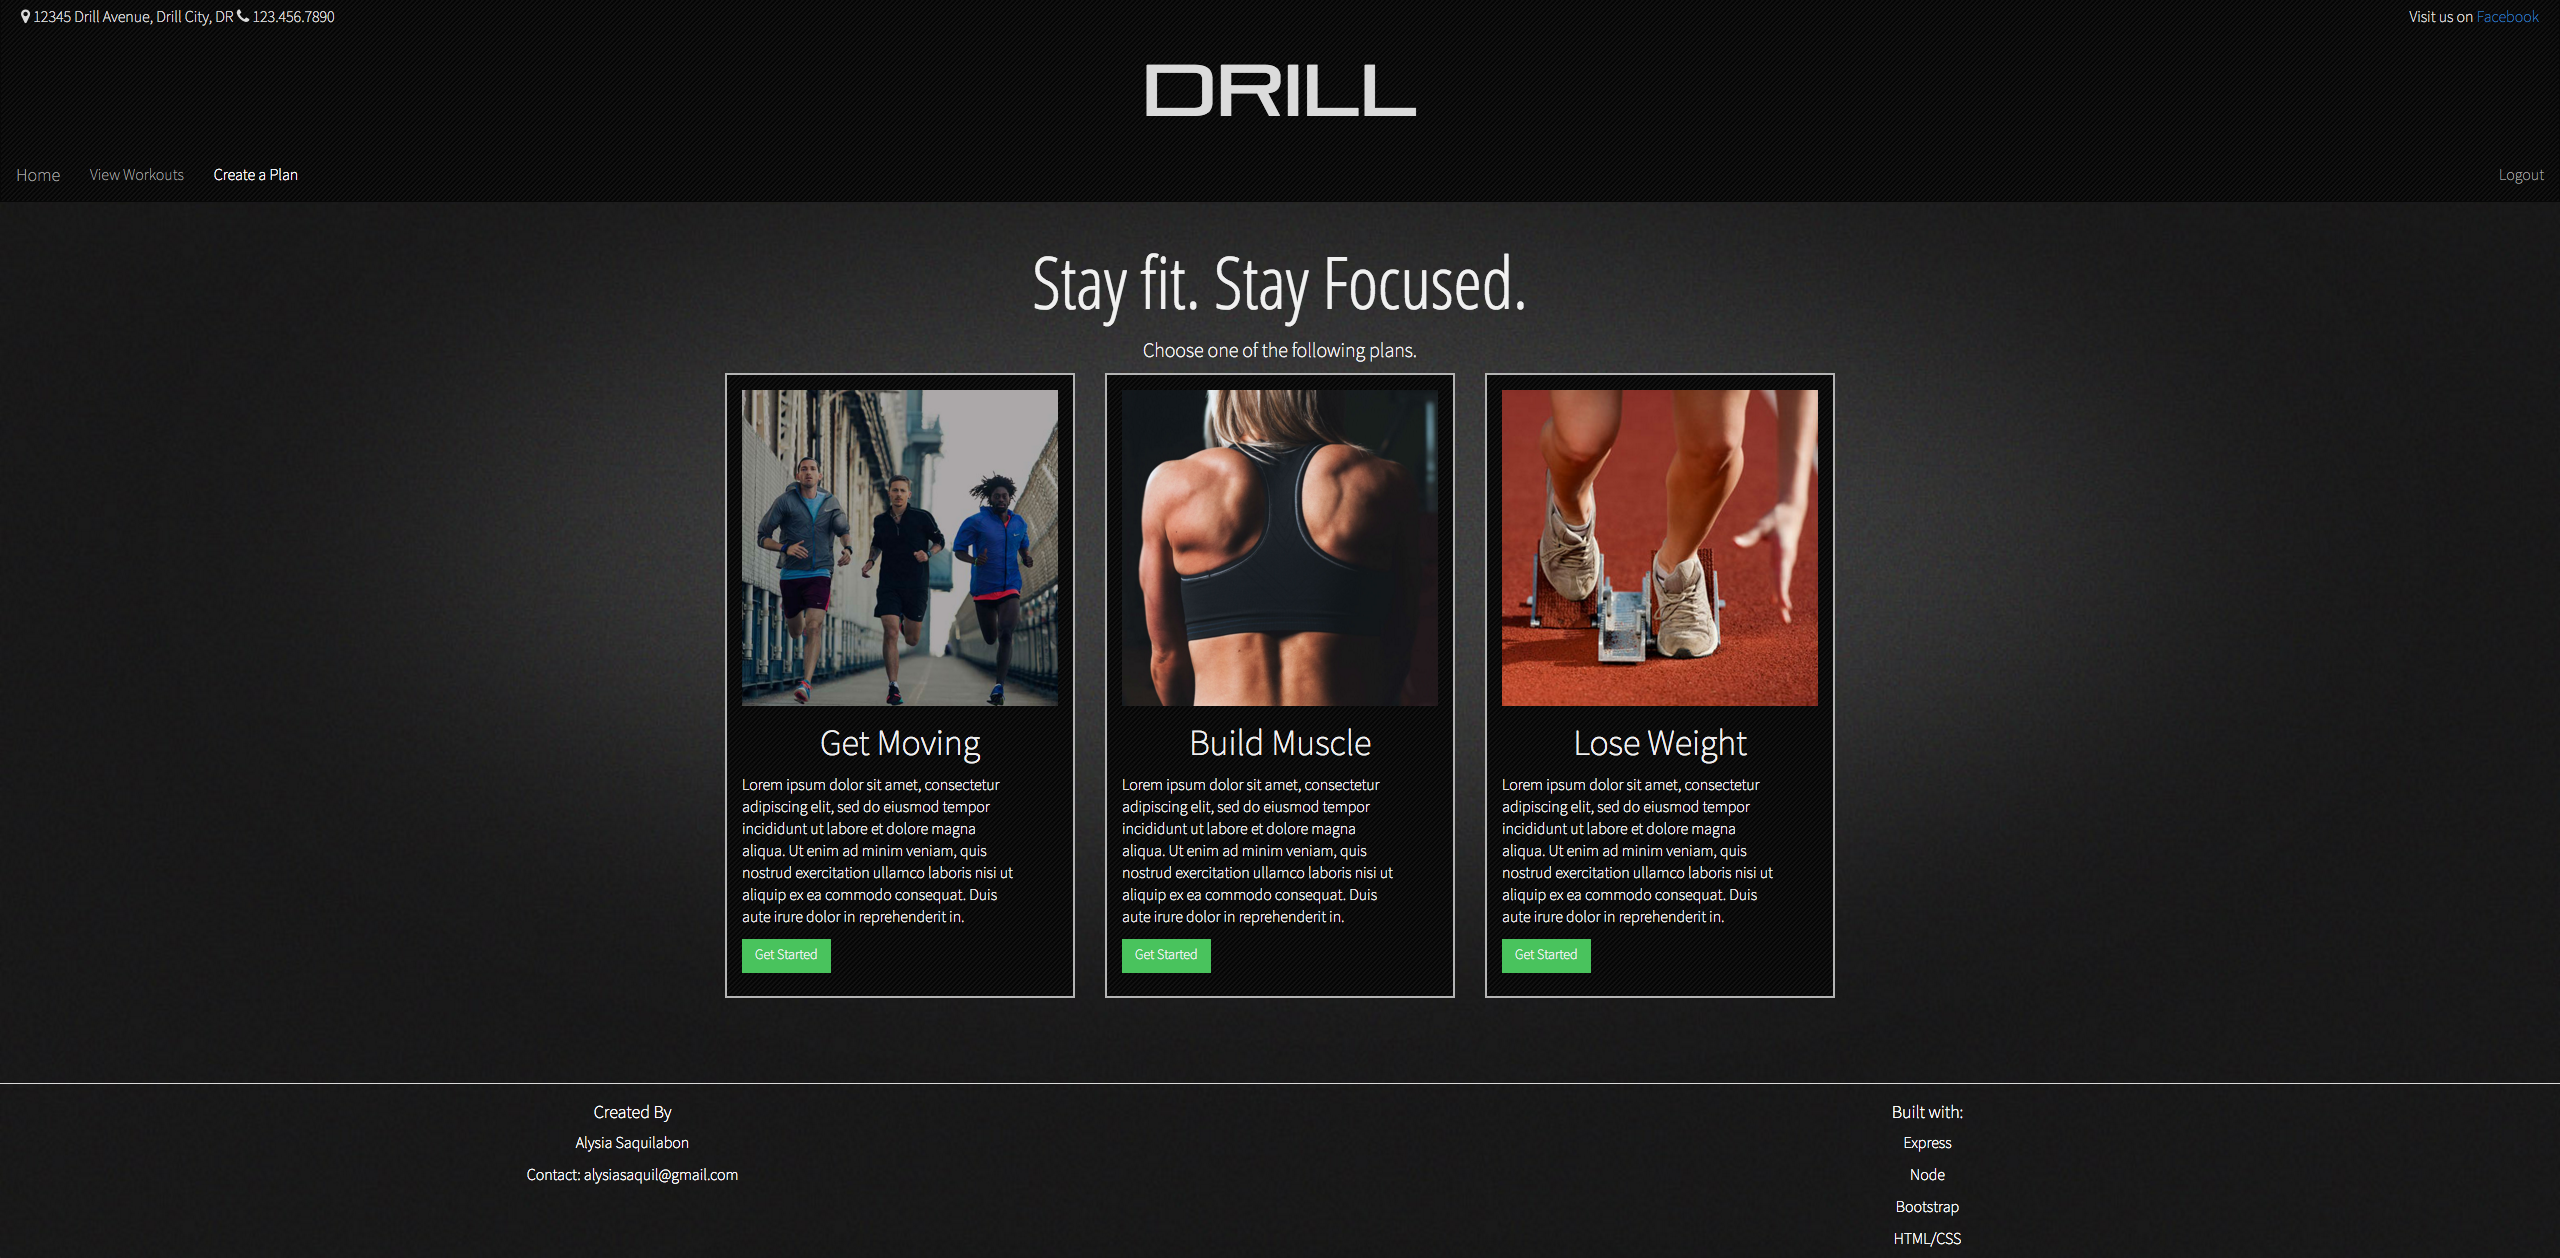 12345 Drill Avenue, Drill City, DR 123.456.7890
Visit us on Facebook
DRILL
Home
View Workouts
Create a Plan
Logout
Stay fit. Stay Focused.
Choose one of the following plans.
Get Moving
Lorem ipsum dolor sit amet, consectetur
adipiscing elit, sed do eiusmod tempor
incididunt ut labore et dolore magna
aliqua. Ut enim ad minim veniam, quis
nostrud exercitation ullamco laboris nisi ut
aliquip ex ea commodo consequat. Duis
aute irure dolor in reprehenderit in.
Get Started
Build Muscle
Lorem ipsum dolor sit amet, consectetur
adipiscing elit, sed do eiusmod tempor
incididunt ut labore et dolore magna
aliqua. Ut enim ad minim veniam, quis
nostrud exercitation ullamco laboris nisi ut
aliquip ex ea commodo consequat. Duis
aute irure dolor in reprehenderit in.
Get Started
Lose Weight
Lorem ipsum dolor sit amet, consectetur
adipiscing elit, sed do eiusmod tempor
incididunt ut labore et dolore magna
aliqua. Ut enim ad minim veniam, quis
nostrud exercitation ullamco laboris nisi ut
aliquip ex ea commodo consequat. Duis
aute irure dolor in reprehenderit in.
Get Started
Created By
Alysia Saquilabon
Contact: alysiasaquil@gmail.com
Built with:
Express
Node
Bootstrap
HTML/CSS